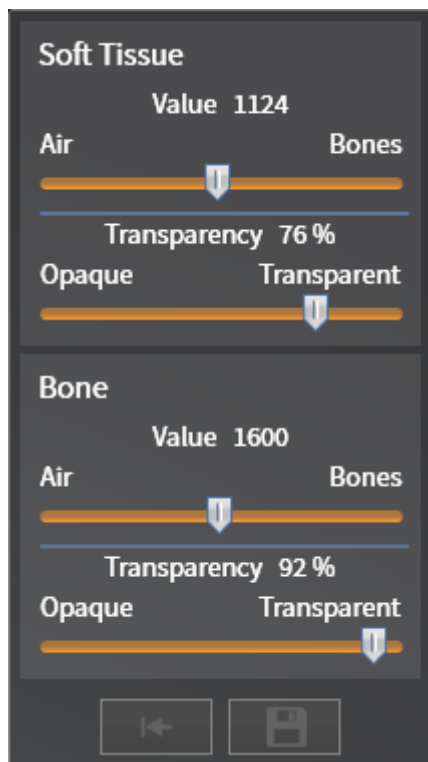 Soft Tissue
Value 1124
Air Bones
Transparency 76 %
Opaque Transparent
Bone
Value 1600
Air Bones
Transparency 92 %
Opaque Transparent